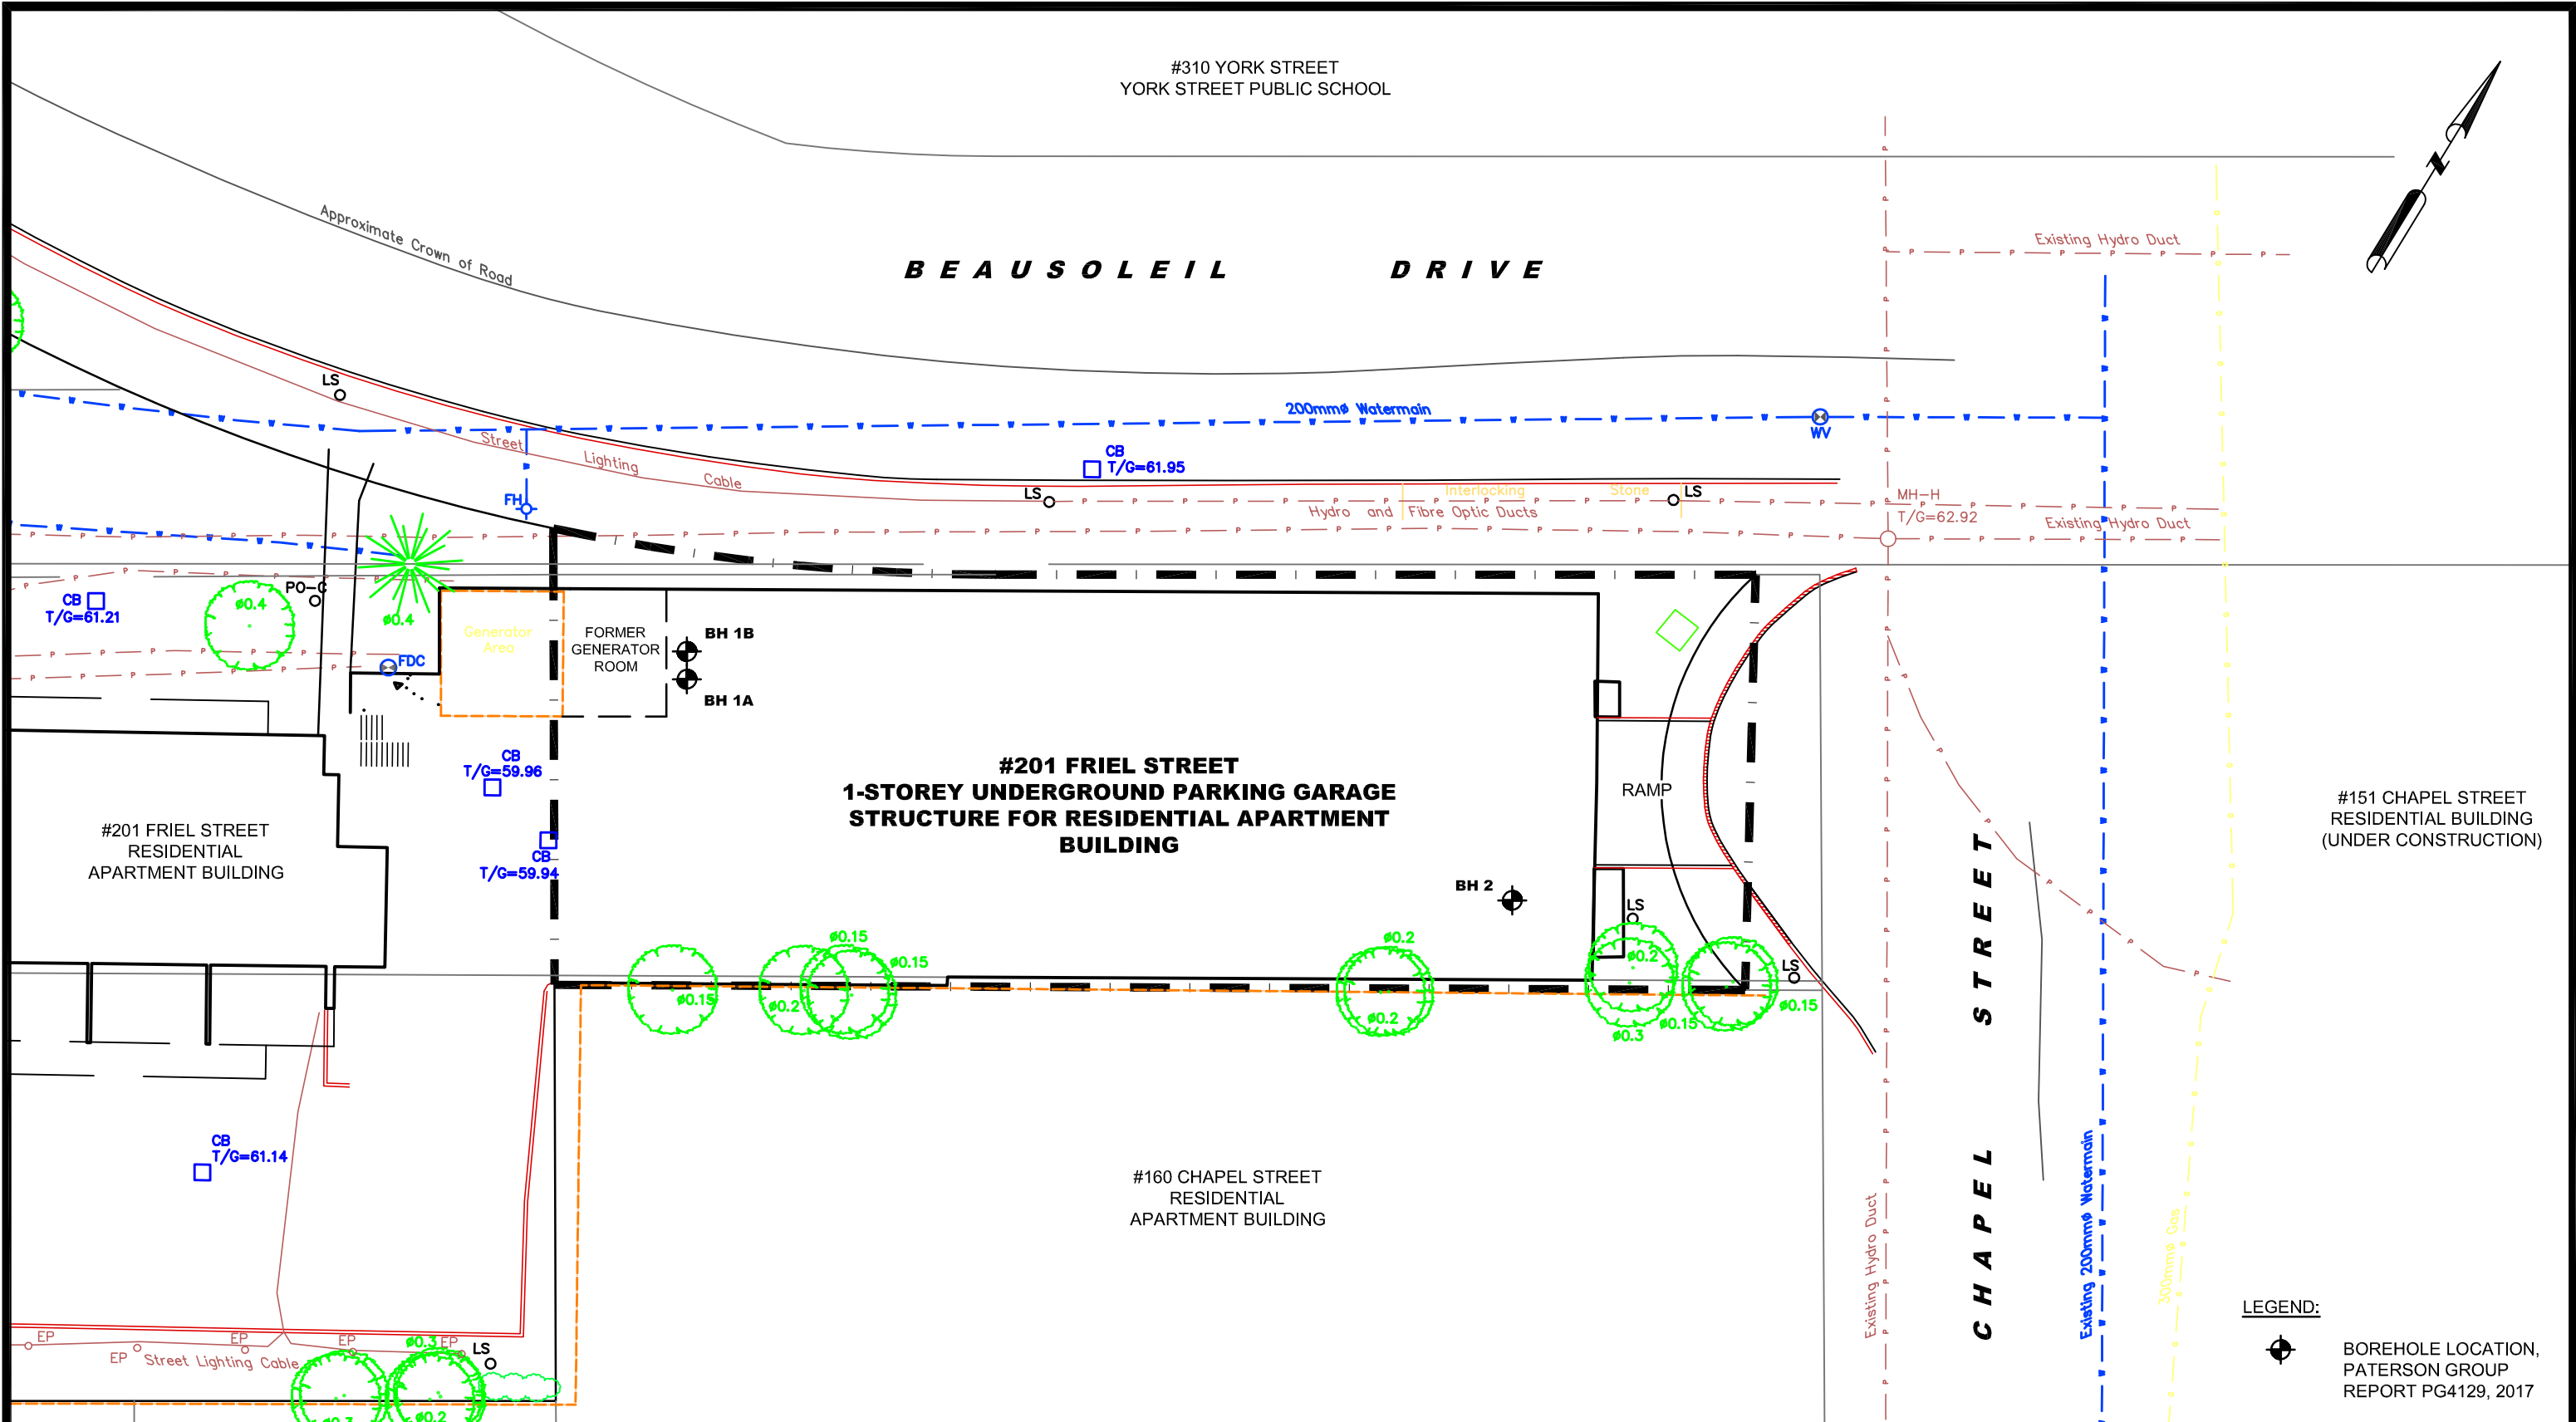 #310 YORK STREET
YORK STREET PUBLIC SCHOOL
N
Approximate Crown of Road
BEAUSOLEIL DRIVE
Existing Hydro Duct
LS
200mmø Watermain
WV
Street Lighting Cable
CB
T/G=61.95
FH
LS
Interlocking Stone
LS
Hydro and Fibre Optic Ducts
MH-H
T/G=62.92
Existing Hydro Duct
CB
T/G=61.21
ø0.4
PO-C
ø0.4
FDC
Generator
Area
FORMER
GENERATOR
ROOM
BH 1B
BH 1A
CB
T/G=59.96
#201 FRIEL STREET
1-STOREY UNDERGROUND PARKING GARAGE
STRUCTURE FOR RESIDENTIAL APARTMENT
BUILDING
RAMP
#151 CHAPEL STREET
RESIDENTIAL BUILDING
(UNDER CONSTRUCTION)
#201 FRIEL STREET
RESIDENTIAL
APARTMENT BUILDING
CB
T/G=59.94
BH 2
LS
ø0.15
ø0.15
ø0.15
ø0.2
ø0.2
ø0.2
ø0.2
ø0.3
ø0.15
ø0.15
LS
CHAPEL STREET
CB
T/G=61.14
#160 CHAPEL STREET
RESIDENTIAL
APARTMENT BUILDING
Existing Hydro Duct
Existing 200mmø Watermain
300mmø Gas
EP
EP
EP
EP
EP
Street Lighting Cable
ø0.3
LS
ø0.3
ø0.2
LEGEND:
BOREHOLE LOCATION,
PATERSON GROUP
REPORT PG4129, 2017